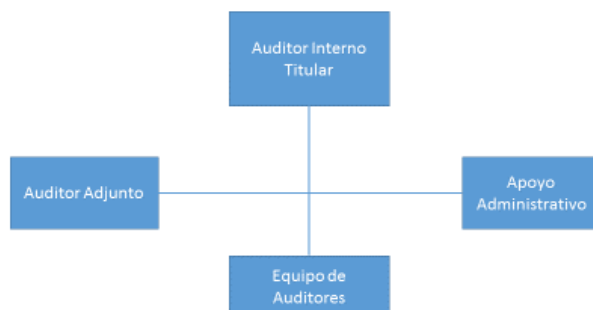 Auditor Interno
Titular
Auditor Adjunto
Apoyo
Administrativo
Equipo de
Auditores